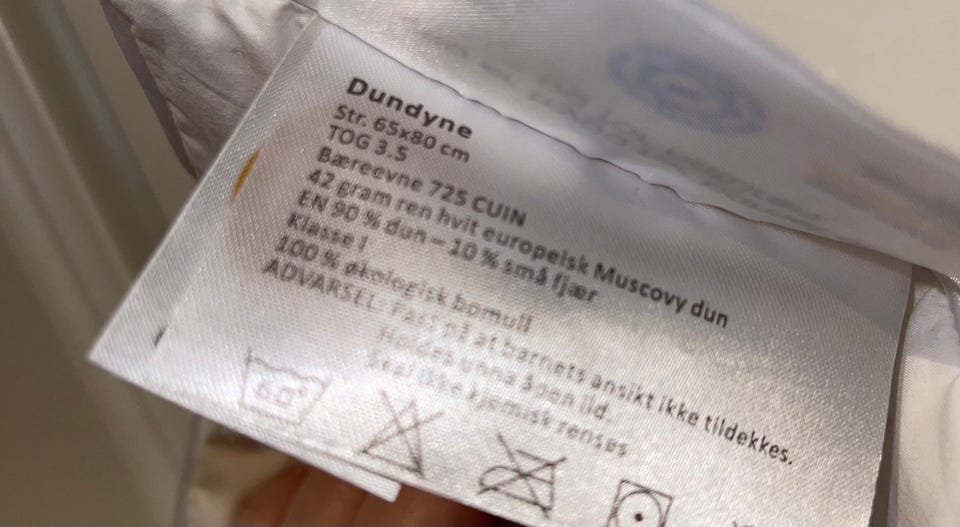 Dundyne
Str. 65x80 cm
TOG 3.5
Bæreevne 725 CUIN
42 gram ren hvit europeisk Muscovy dun
EN 90 % dun – 10 % små fjær
Klasse I
100 % økologisk bomull
ADVARSEL: Pass på at barnets ansikt ikke tildekkes.
Holdes unna åpen ild.
Skal ikke kjemisk renses
60°